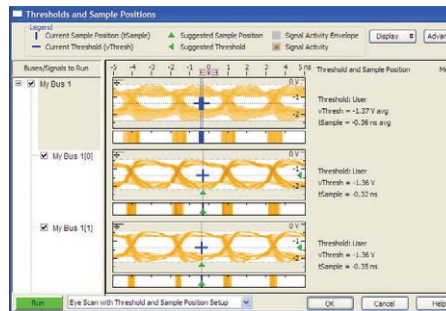 Thresholds and Sample Positions
Legend
Current Sample Position (tSample)
Suggested Sample Position
Signal Activity Envelope
Current Threshold (vThresh)
Suggested Threshold
Signal Activity
Display
Advan
Buses/Signals to Run
-5 -4 -3 -2 -1 0 1 2 3 4 5 ns
Threshold and Sample Position
Mo
My Bus 1
0 V
-1
-2
Threshold: User
vThresh = -1.37 V avg
tSample = -0.36 ns avg
My Bus 1[0]
0 V
-1
-2
Threshold: User
vThresh = -1.36 V
tSample = -0.32 ns
My Bus 1[1]
0 V
-1
-2
Threshold: User
vThresh = -1.36 V
tSample = -0.35 ns
Run
Eye Scan with Threshold and Sample Position Setup
OK
Cancel
Help